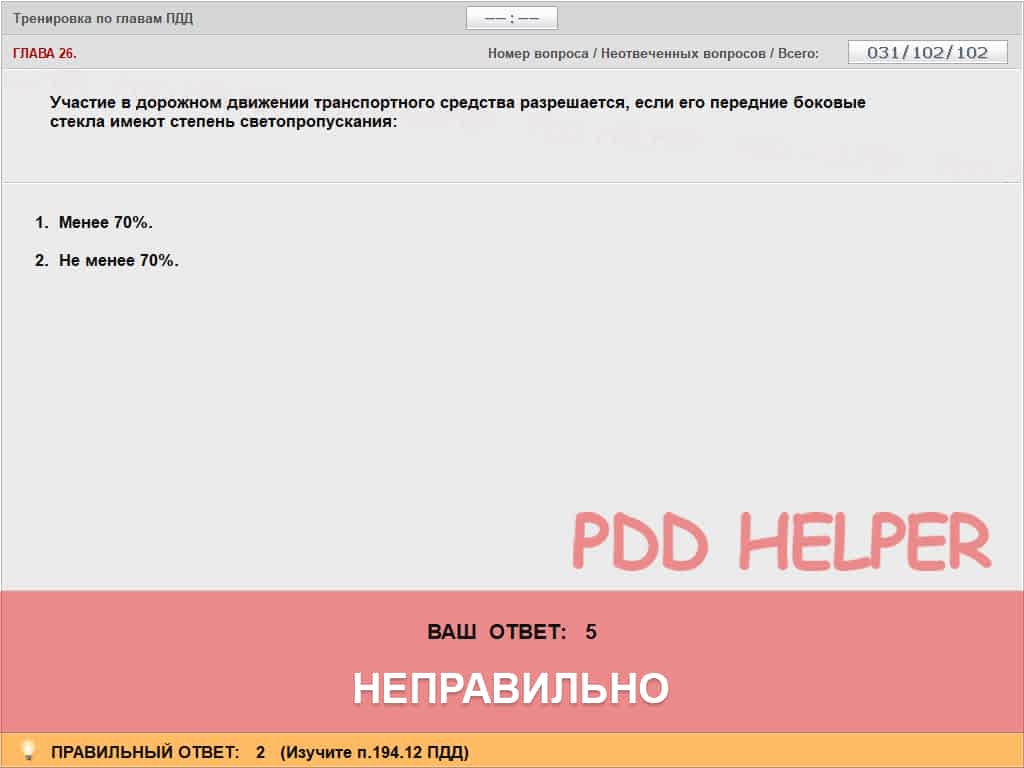 Тренировка по главам ПДД
—— : ——
ГЛАВА 26.
Номер вопроса / Неотвеченных вопросов / Всего:
031/102/102
Участие в дорожном движении транспортного средства разрешается, если его передние боковые
стекла имеют степень светопропускания:
1. Менее 70%.
2. Не менее 70%.
PDD HELPER
ВАШ ОТВЕТ: 5
НЕПРАВИЛЬНО
ПРАВИЛЬНЫЙ ОТВЕТ: 2 (Изучите п.194.12 ПДД)